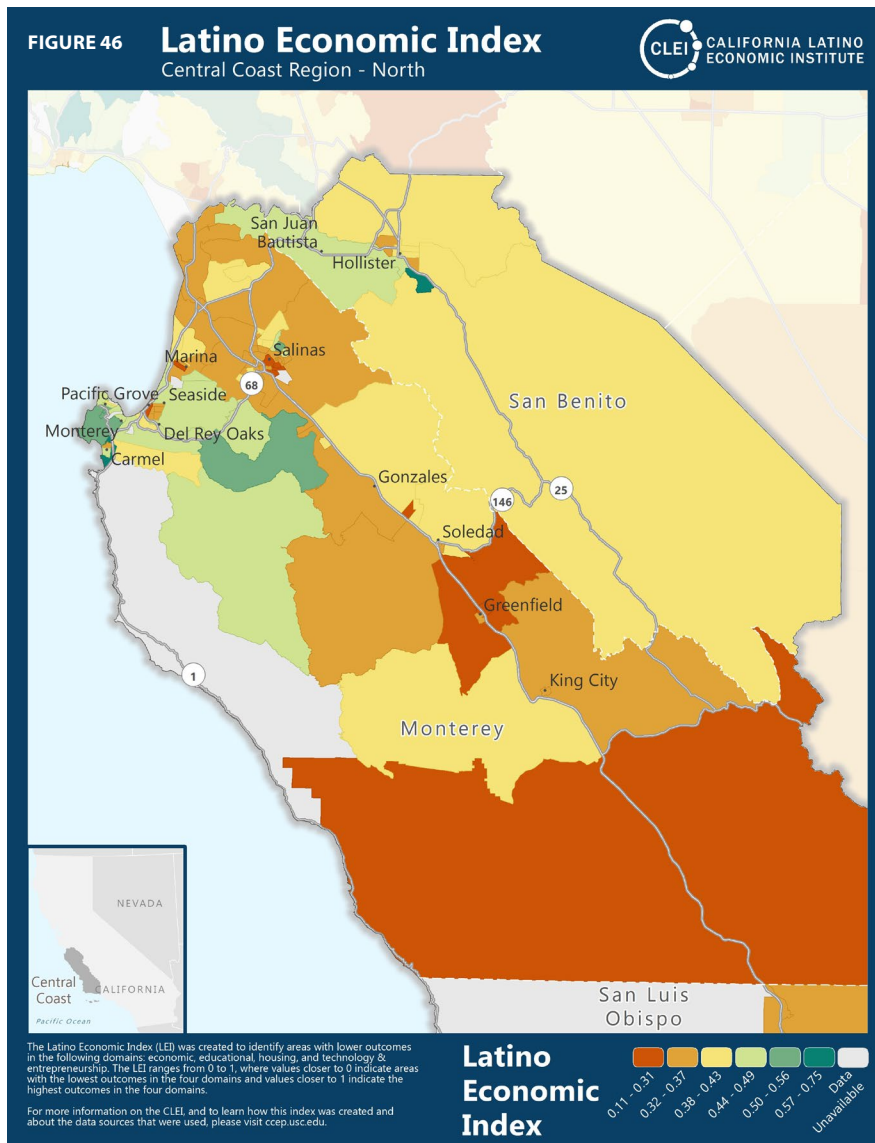 FIGURE 46
Latino Economic Index
Central Coast Region - North
CLEI
CALIFORNIA LATINO
ECONOMIC INSTITUTE
San Juan
Bautista
Hollister
Marina
Salinas
68
Pacific Grove
Seaside
San Benito
Monterey
Del Rey Oaks
Carmel
Gonzales
146
25
Soledad
Greenfield
1
King City
Monterey
NEVADA
Central
Coast
CALIFORNIA
Pacific Ocean
San Luis
Obispo
The Latino Economic Index (LEI) was created to identify areas with lower outcomes
in the following domains: economic, educational, housing, and technology &
entrepreneurship. The LEI ranges from 0 to 1, where values closer to 0 indicate areas
with the lowest outcomes in the four domains and values closer to 1 indicate the
highest outcomes in the four domains.
For more information on the CLEI, and to learn how this index was created and
about the data sources that were used, please visit ccep.usc.edu.
Latino
Economic
Index
0.11 - 0.31
0.32 - 0.37
0.38 - 0.43
0.44 - 0.49
0.50 - 0.56
0.57 - 0.75
Data
Unavailable